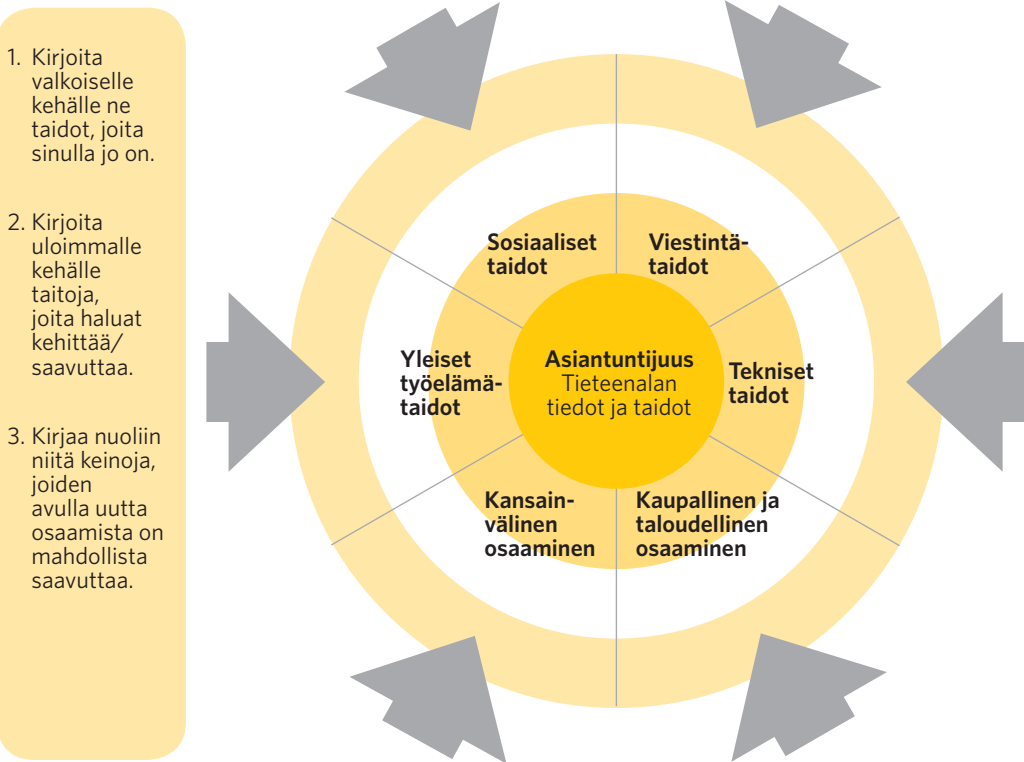 1. Kirjoita
valkoiselle
kehälle ne
taidot, joita
sinulla jo on.
2. Kirjoita
uloimmalle
kehälle
taitoja,
joita haluat
kehittää/
saavuttaa.
3. Kirjaa nuoliin
niitä keinoja,
joiden
avulla uutta
osaamista on
mahdollista
saavuttaa.
Sosiaaliset
taidot
Viestintä-
taidot
Yleiset
työelämä-
taidot
Asiantuntijuus
Tieteenalan
tiedot ja taidot
Tekniset
taidot
Kansain-
välinen
osaaminen
Kaupallinen ja
taloudellinen
osaaminen